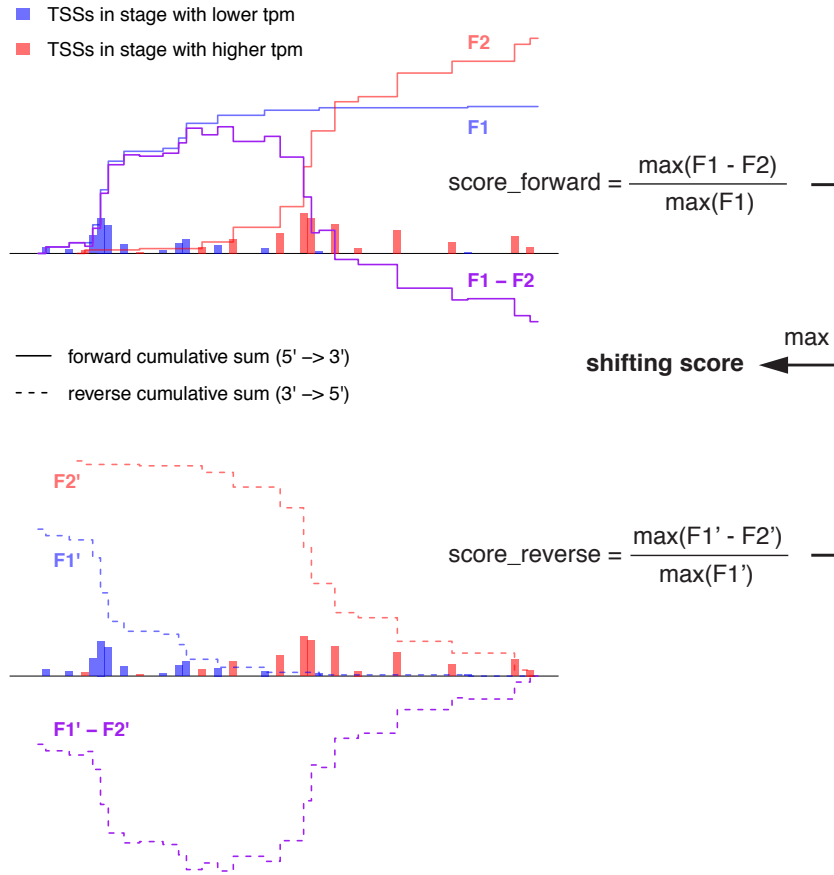 TSSs in stage with lower tpm
TSSs in stage with higher tpm
F2
F1
score_forward = max(F1 - F2)
max(F1)
F1 – F2
forward cumulative sum (5' –> 3')
reverse cumulative sum (3' –> 5')
max
shifting score
F2'
F1'
score_reverse = max(F1' - F2')
max(F1')
F1' – F2'